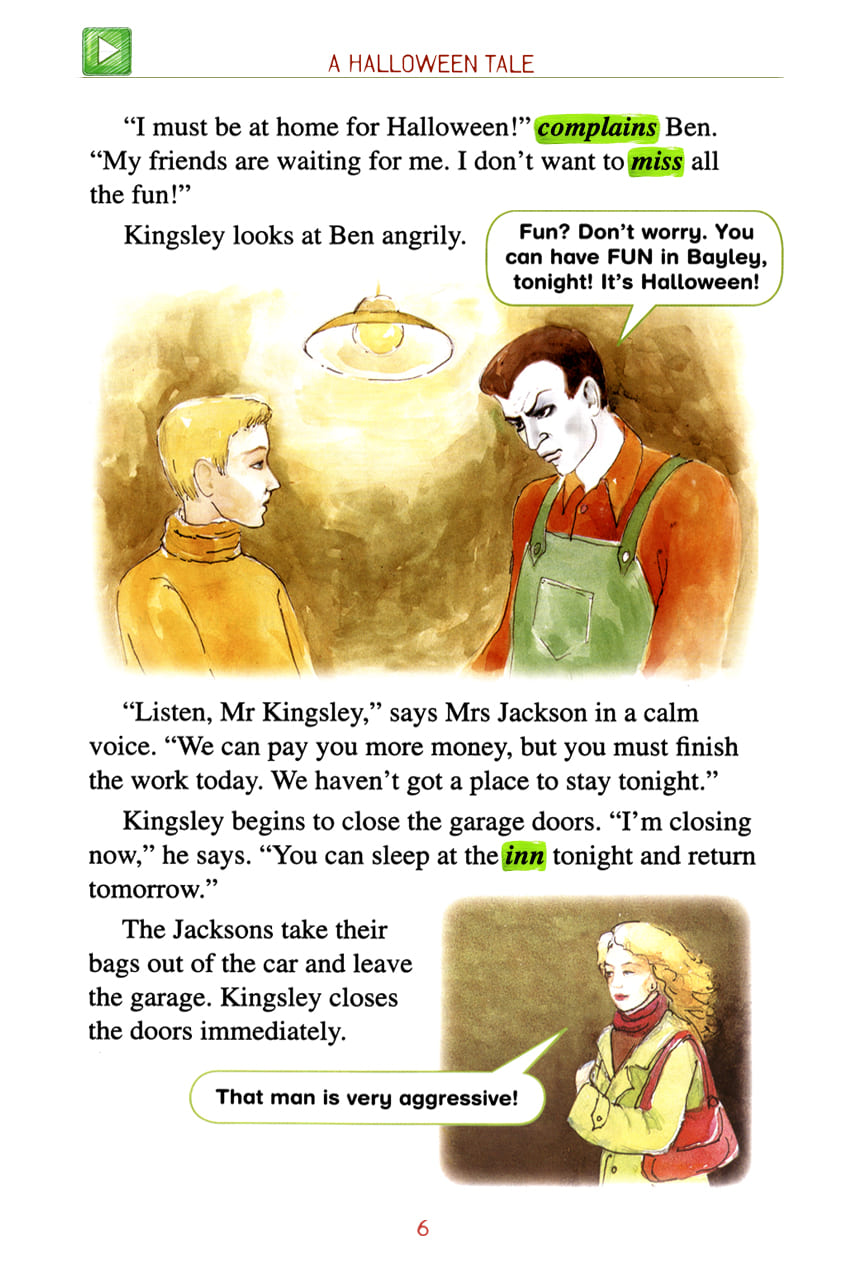 A HALLOWEEN TALE
“I must be at home for Halloween!” complains Ben.
“My friends are waiting for me. I don’t want to miss all
the fun!”
Kingsley looks at Ben angrily.
Fun? Don’t worry. You
can have FUN in Bayley,
tonight! It’s Halloween!
“Listen, Mr Kingsley,” says Mrs Jackson in a calm
voice. “We can pay you more money, but you must finish
the work today. We haven’t got a place to stay tonight.”
Kingsley begins to close the garage doors. “I’m closing
now,” he says. “You can sleep at the inn tonight and return
tomorrow.”
The Jacksons take their
bags out of the car and leave
the garage. Kingsley closes
the doors immediately.
That man is very aggressive!
6